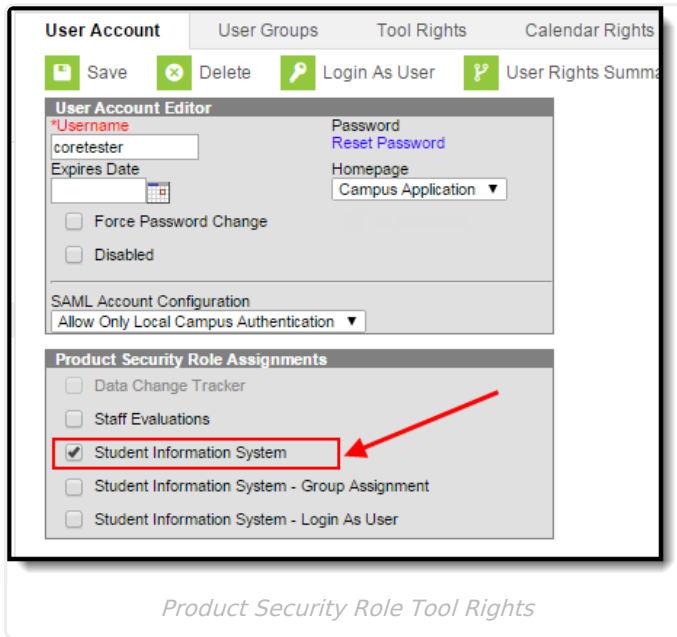 User Account User Groups Tool Rights Calendar Rights
Save Delete Login As User User Rights Summa
User Account Editor
*Username Password
coretester Reset Password
Expires Date Homepage
Campus Application
Force Password Change
Disabled
SAML Account Configuration
Allow Only Local Campus Authentication
Product Security Role Assignments
Data Change Tracker
Staff Evaluations
Student Information System
Student Information System - Group Assignment
Student Information System - Login As User
Product Security Role Tool Rights